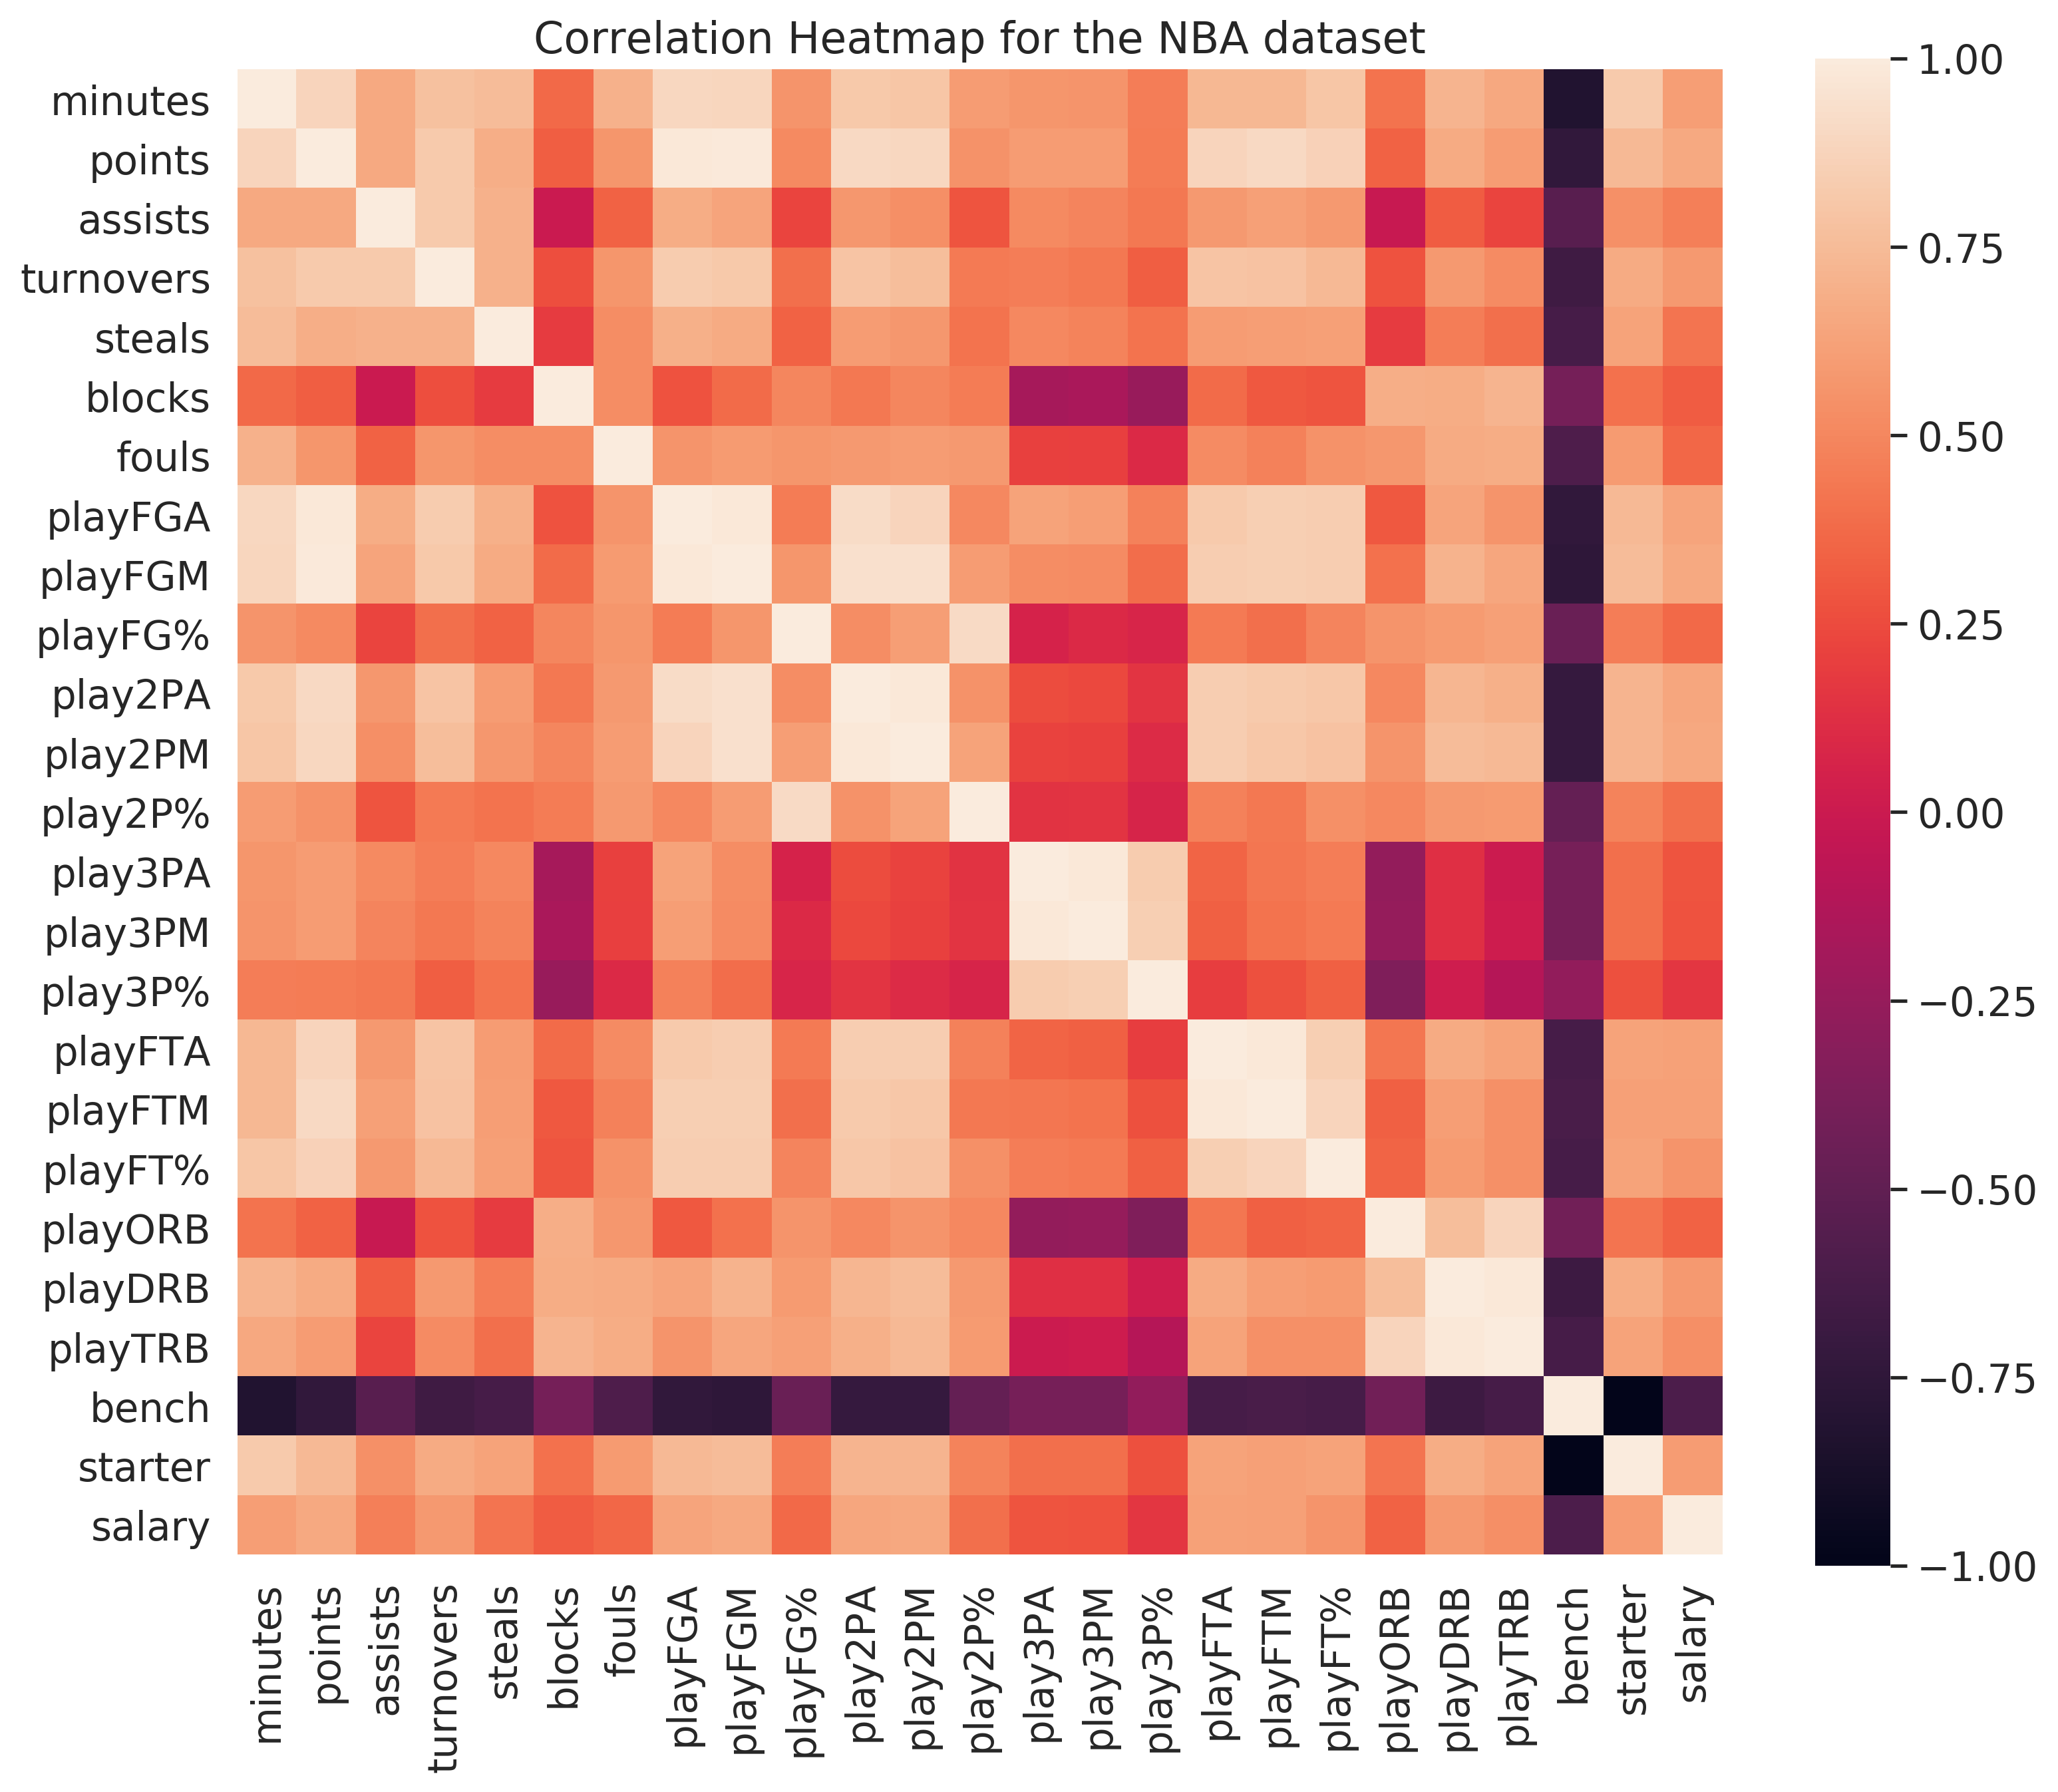 Correlation Heatmap for the NBA dataset
minutes
points
assists
turnovers
steals
blocks
fouls
playFGA
playFGM
playFG%
play2PA
play2PM
play2P%
play3PA
play3PM
play3P%
playFTA
playFTM
playFT%
playORB
playDRB
playTRB
bench
starter
salary
minutes
points
assists
turnovers
steals
blocks
fouls
playFGA
playFGM
playFG%
play2PA
play2PM
play2P%
play3PA
play3PM
play3P%
playFTA
playFTM
playFT%
playORB
playDRB
playTRB
bench
starter
salary
1.00
0.75
0.50
0.25
0.00
−0.25
−0.50
−0.75
−1.00